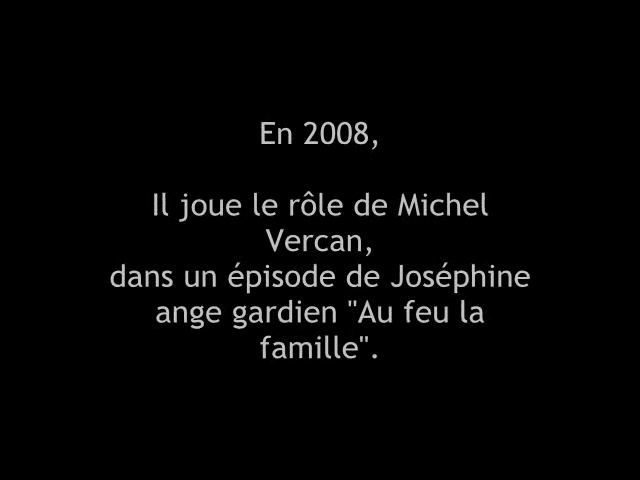 En 2008,
Il joue le rôle de Michel
Vercan,
dans un épisode de Joséphine
ange gardien "Au feu la
famille".